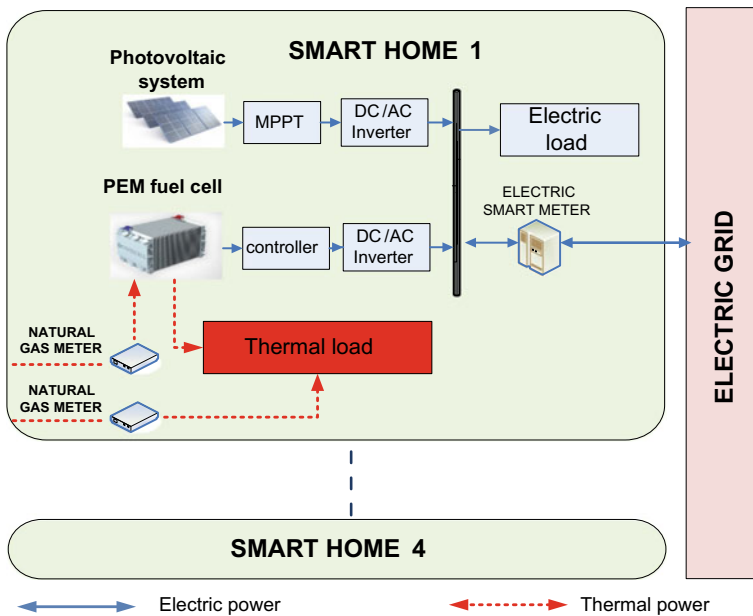 SMART HOME 1
Photovoltaic
system
MPPT
DC/AC
Inverter
Electric
load
PEM fuel cell
controller
DC/AC
Inverter
ELECTRIC
SMART METER
NATURAL
GAS METER
Thermal load
NATURAL
GAS METER
ELECTRIC GRID
SMART HOME 4
Electric power
Thermal power